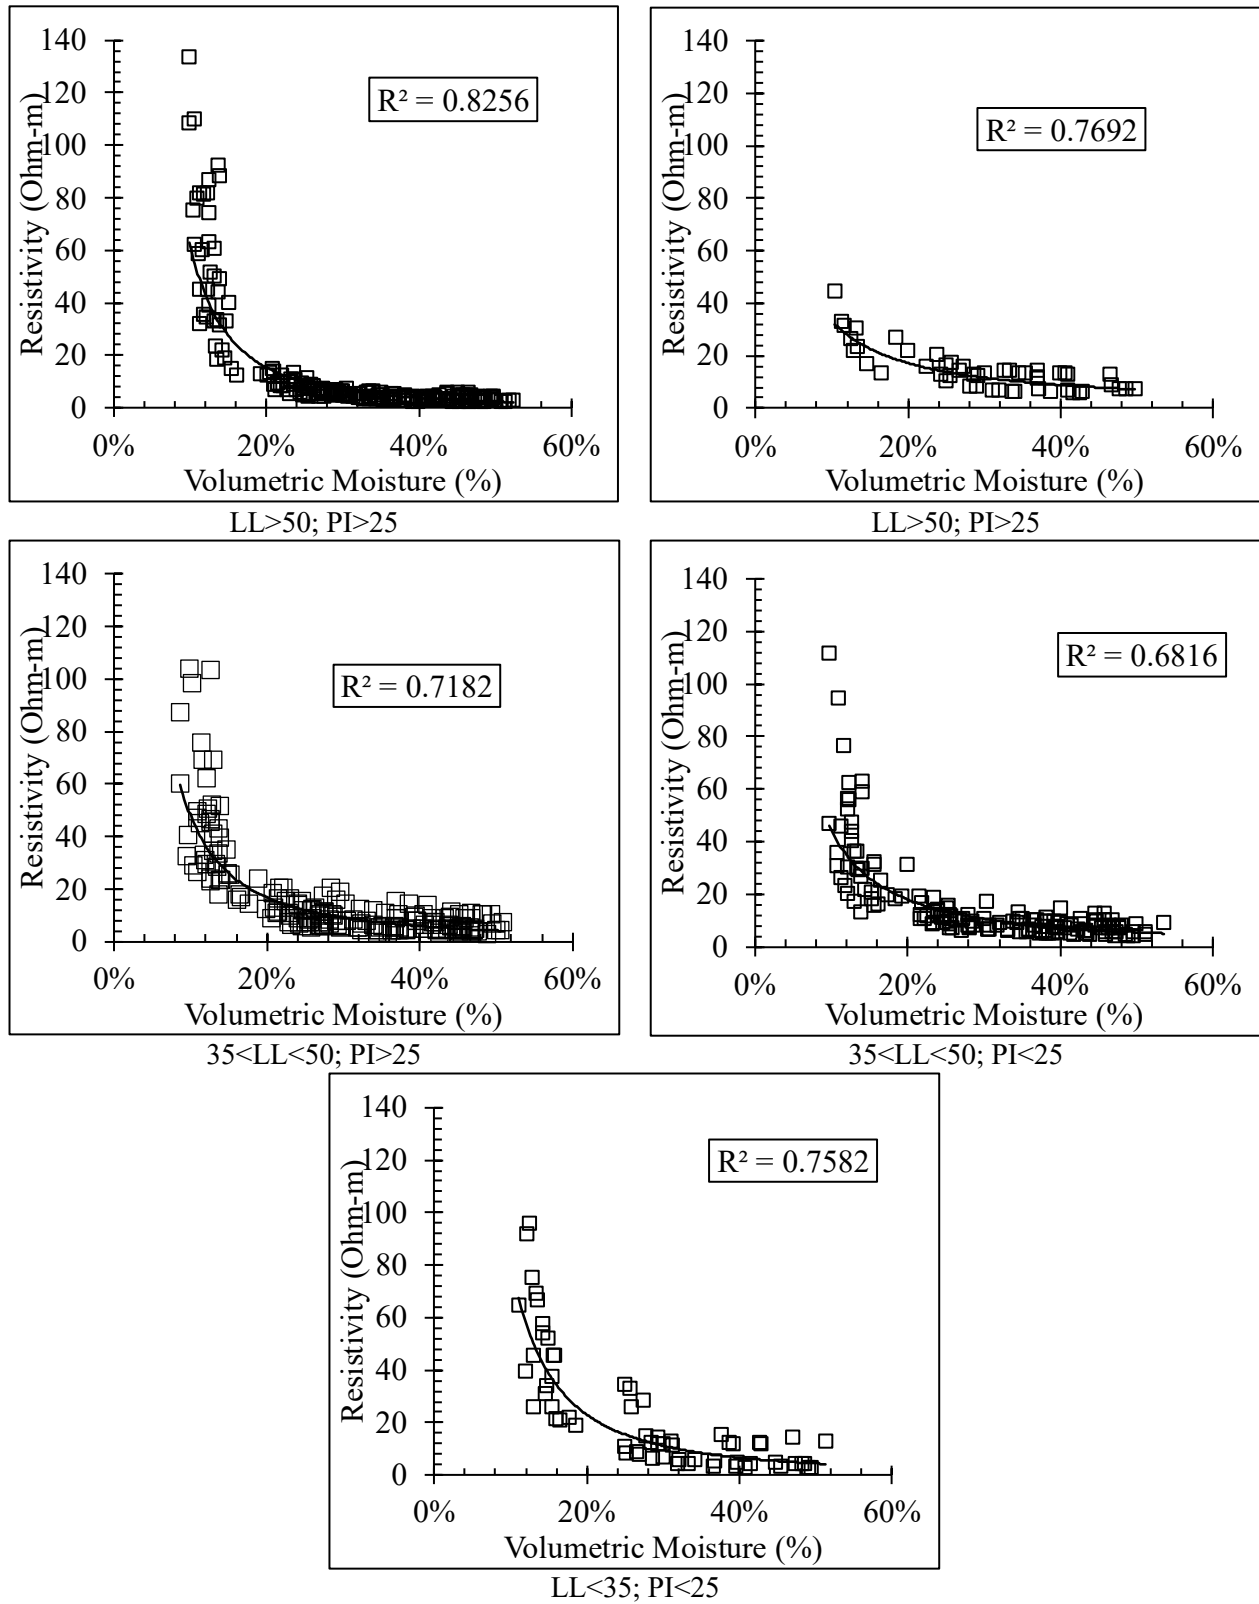 140
120
100
80
60
40
20
0
Resistivity (Ohm-m)
R² = 0.8256
0% 20% 40% 60%
Volumetric Moisture (%)
LL>50; PI>25
140
120
100
80
60
40
20
0
Resistivity (Ohm-m)
R² = 0.7692
0% 20% 40% 60%
Volumetric Moisture (%)
LL>50; PI>25
140
120
100
80
60
40
20
0
Resistivity (Ohm-m)
R² = 0.7182
0% 20% 40% 60%
Volumetric Moisture (%)
35<LL<50; PI>25
140
120
100
80
60
40
20
0
Resistivity (Ohm-m)
R² = 0.6816
0% 20% 40% 60%
Volumetric Moisture (%)
35<LL<50; PI<25
140
120
100
80
60
40
20
0
Resistivity (Ohm-m)
R² = 0.7582
0% 20% 40% 60%
Volumetric Moisture (%)
LL<35; PI<25